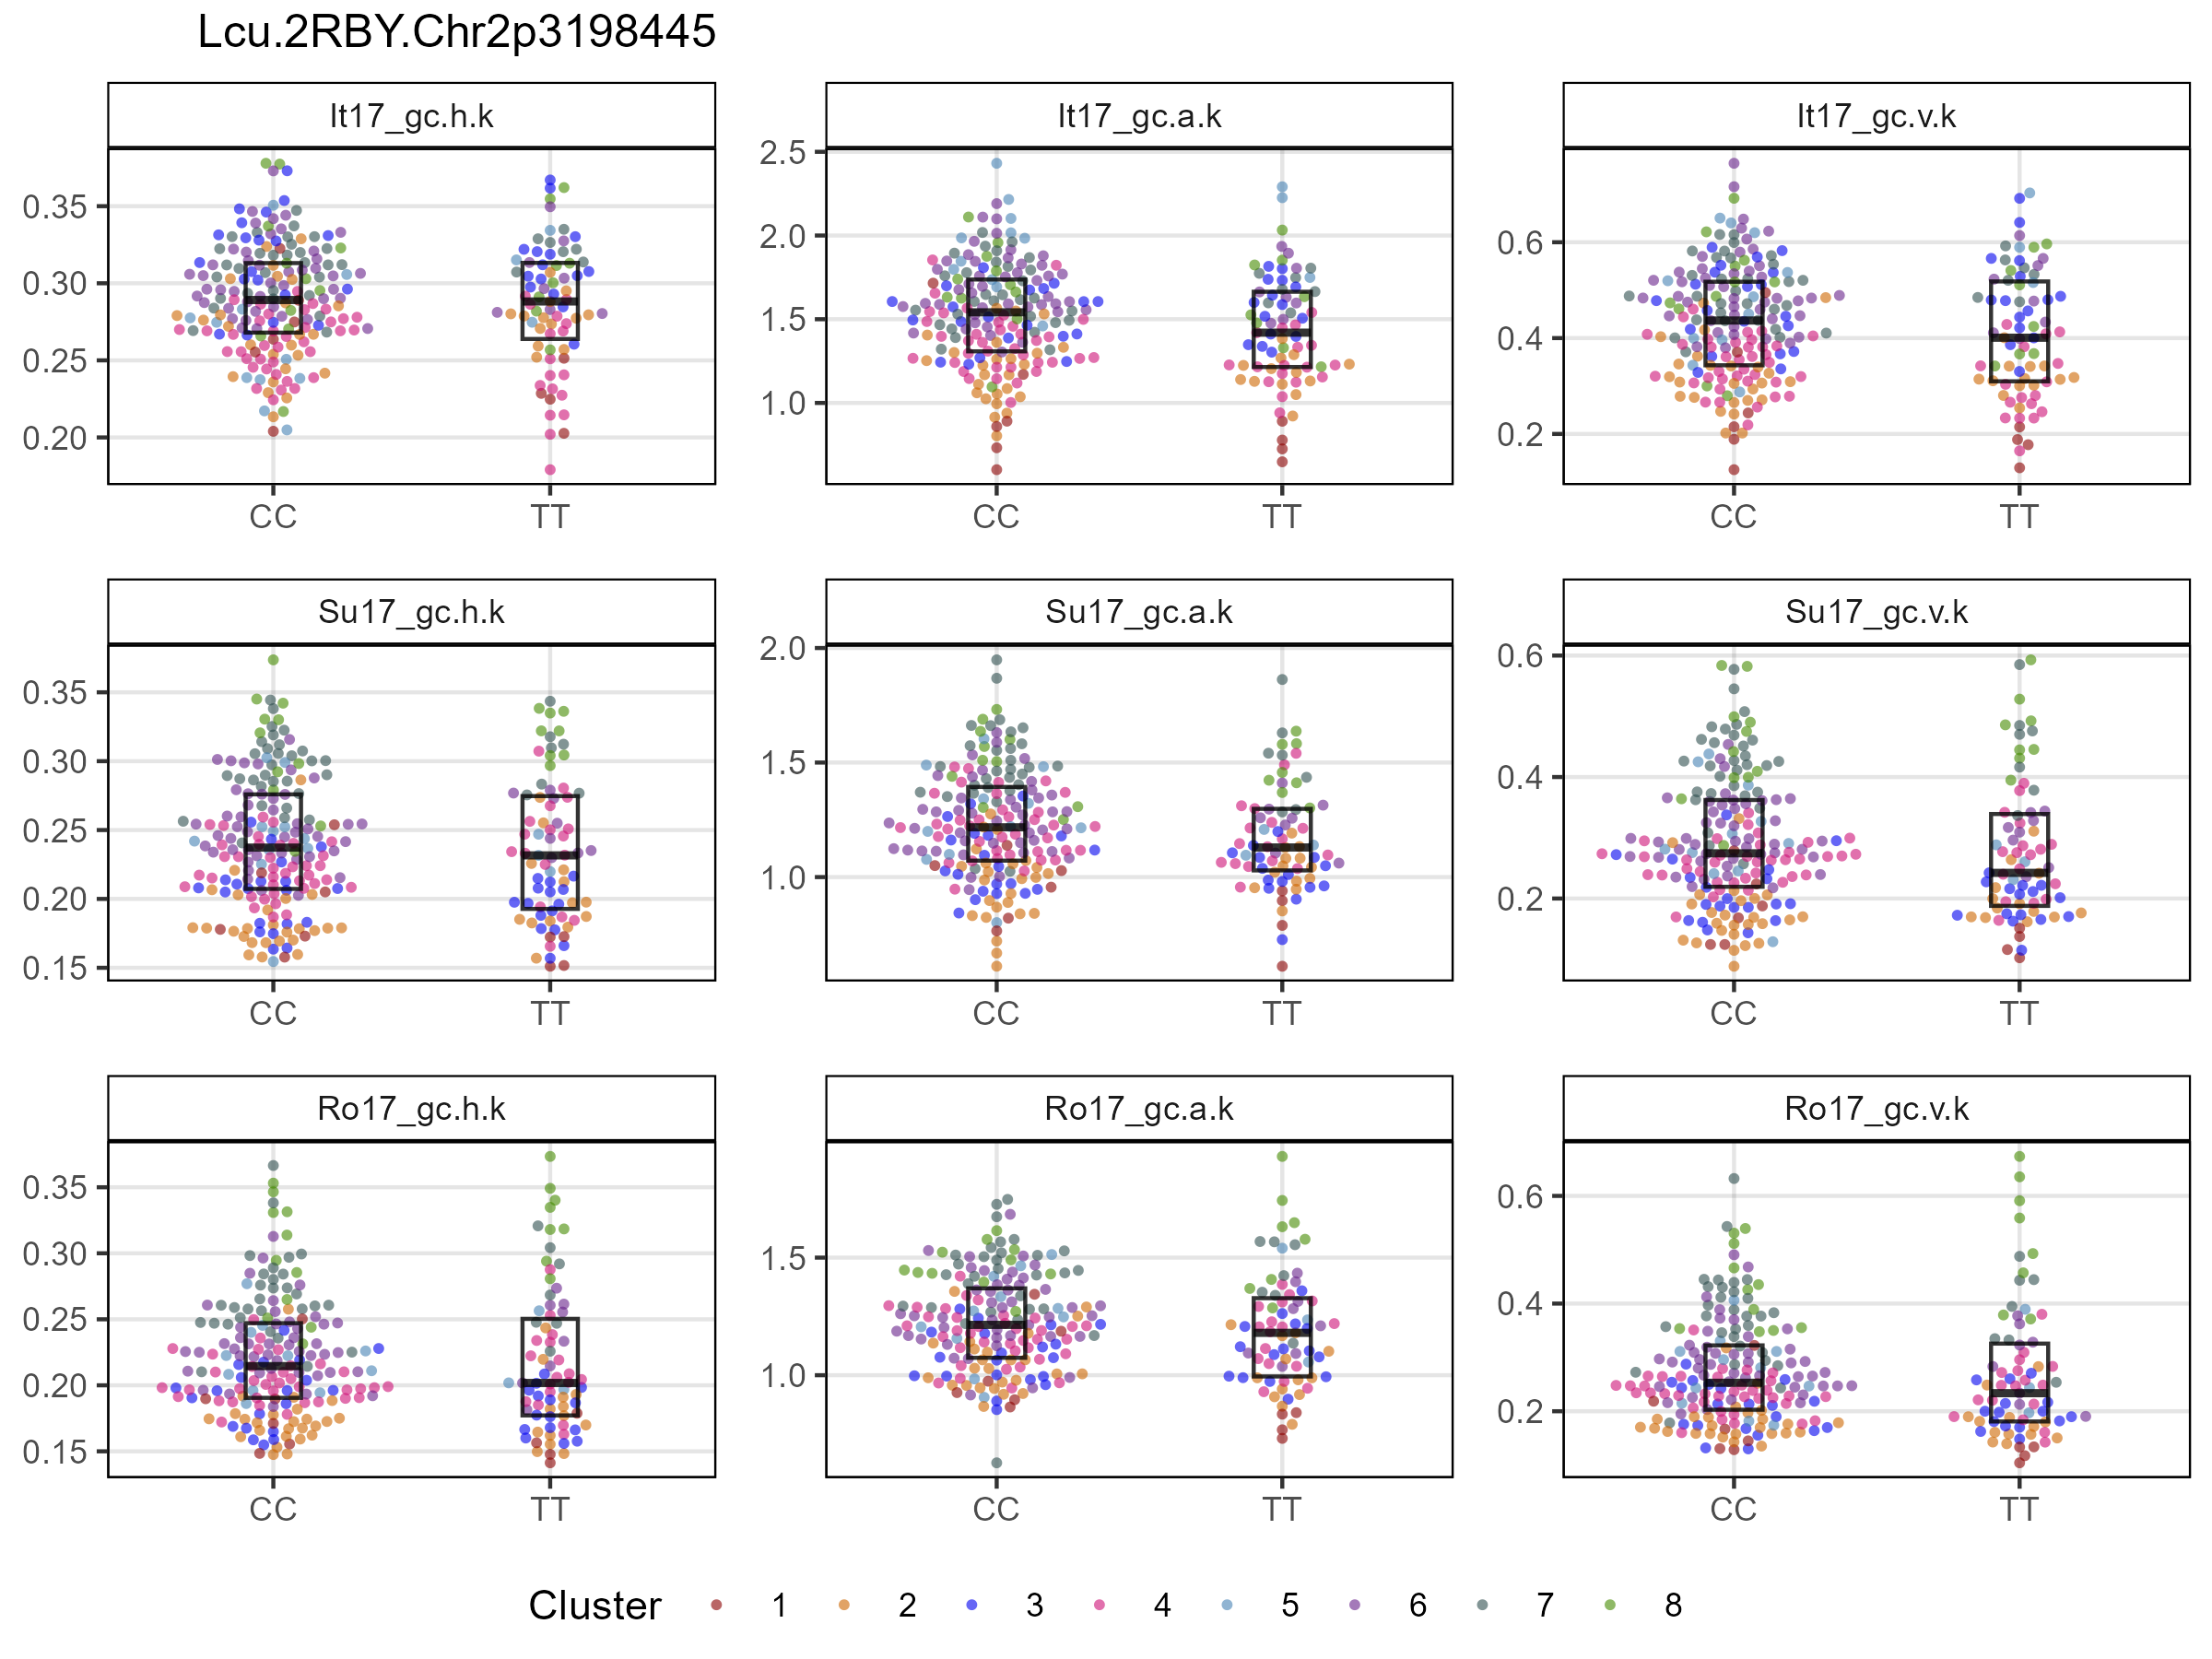 Lcu.2RBY.Chr2p3198445
It17_gc.h.k
It17_gc.a.k
It17_gc.v.k
0.35
0.30
0.25
0.20
CC
TT
2.5
2.0
1.5
1.0
CC
TT
0.6
0.4
0.2
CC
TT
Su17_gc.h.k
Su17_gc.a.k
Su17_gc.v.k
0.35
0.30
0.25
0.20
0.15
CC
TT
2.0
1.5
1.0
CC
TT
0.6
0.4
0.2
CC
TT
Ro17_gc.h.k
Ro17_gc.a.k
Ro17_gc.v.k
0.35
0.30
0.25
0.20
0.15
CC
TT
1.5
1.0
CC
TT
0.6
0.4
0.2
CC
TT
Cluster 1 2 3 4 5 6 7 8